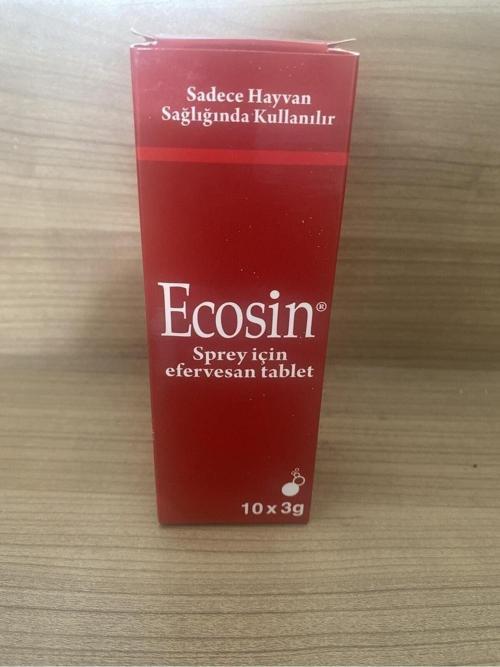 Sadece Hayvan
Sağlığında Kullanılır
Ecosin®
Sprey için
efervesan tablet
10 x 3g